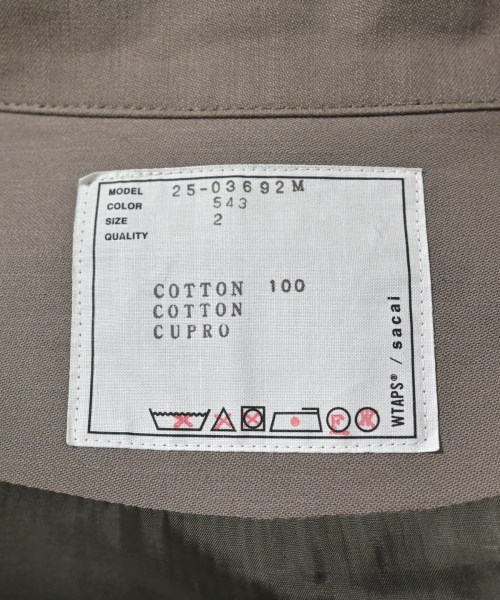 MODEL 25-03692M
COLOR 543
SIZE 2
QUALITY
COTTON 100
COTTON
CUPRO
F
WTAPS® / sacai